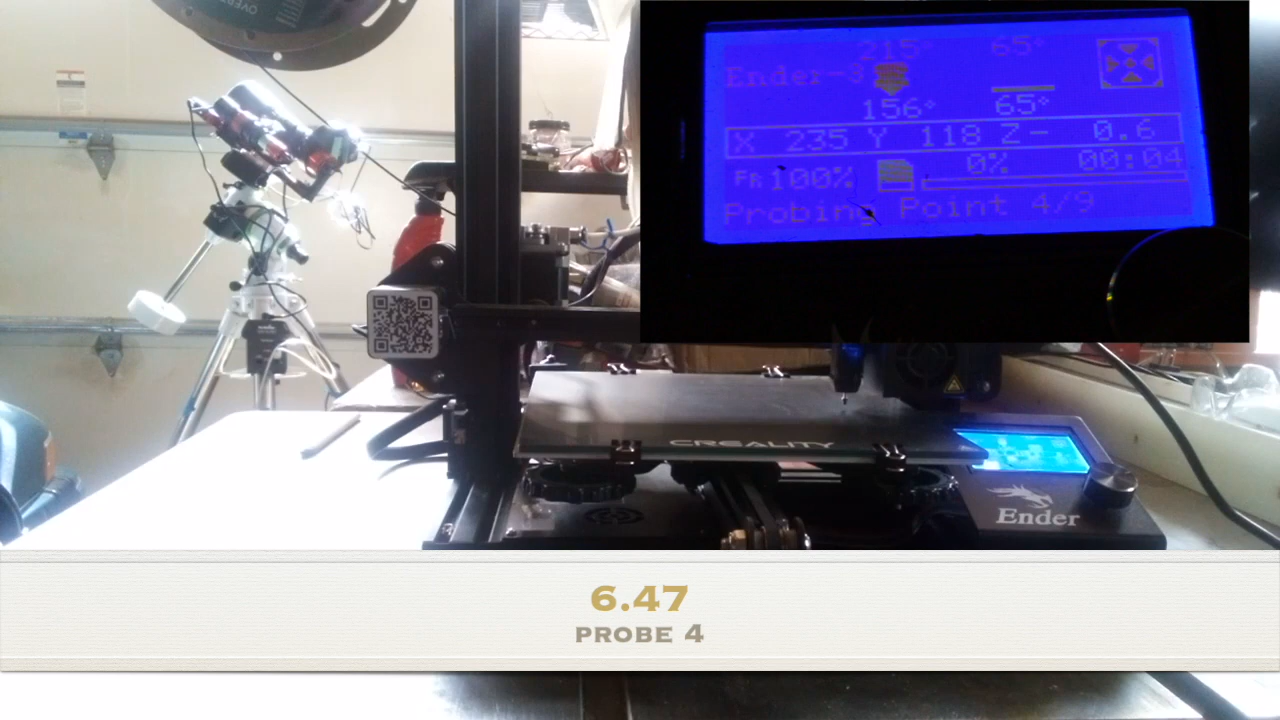 OVERT
215° 65°
Ender-3
156° 65°
X 235 Y 118 Z- 0.6
FR 100% 0% 00:04
Probing Point 4/9
CREALITY
Ender
6.47
PROBE 4